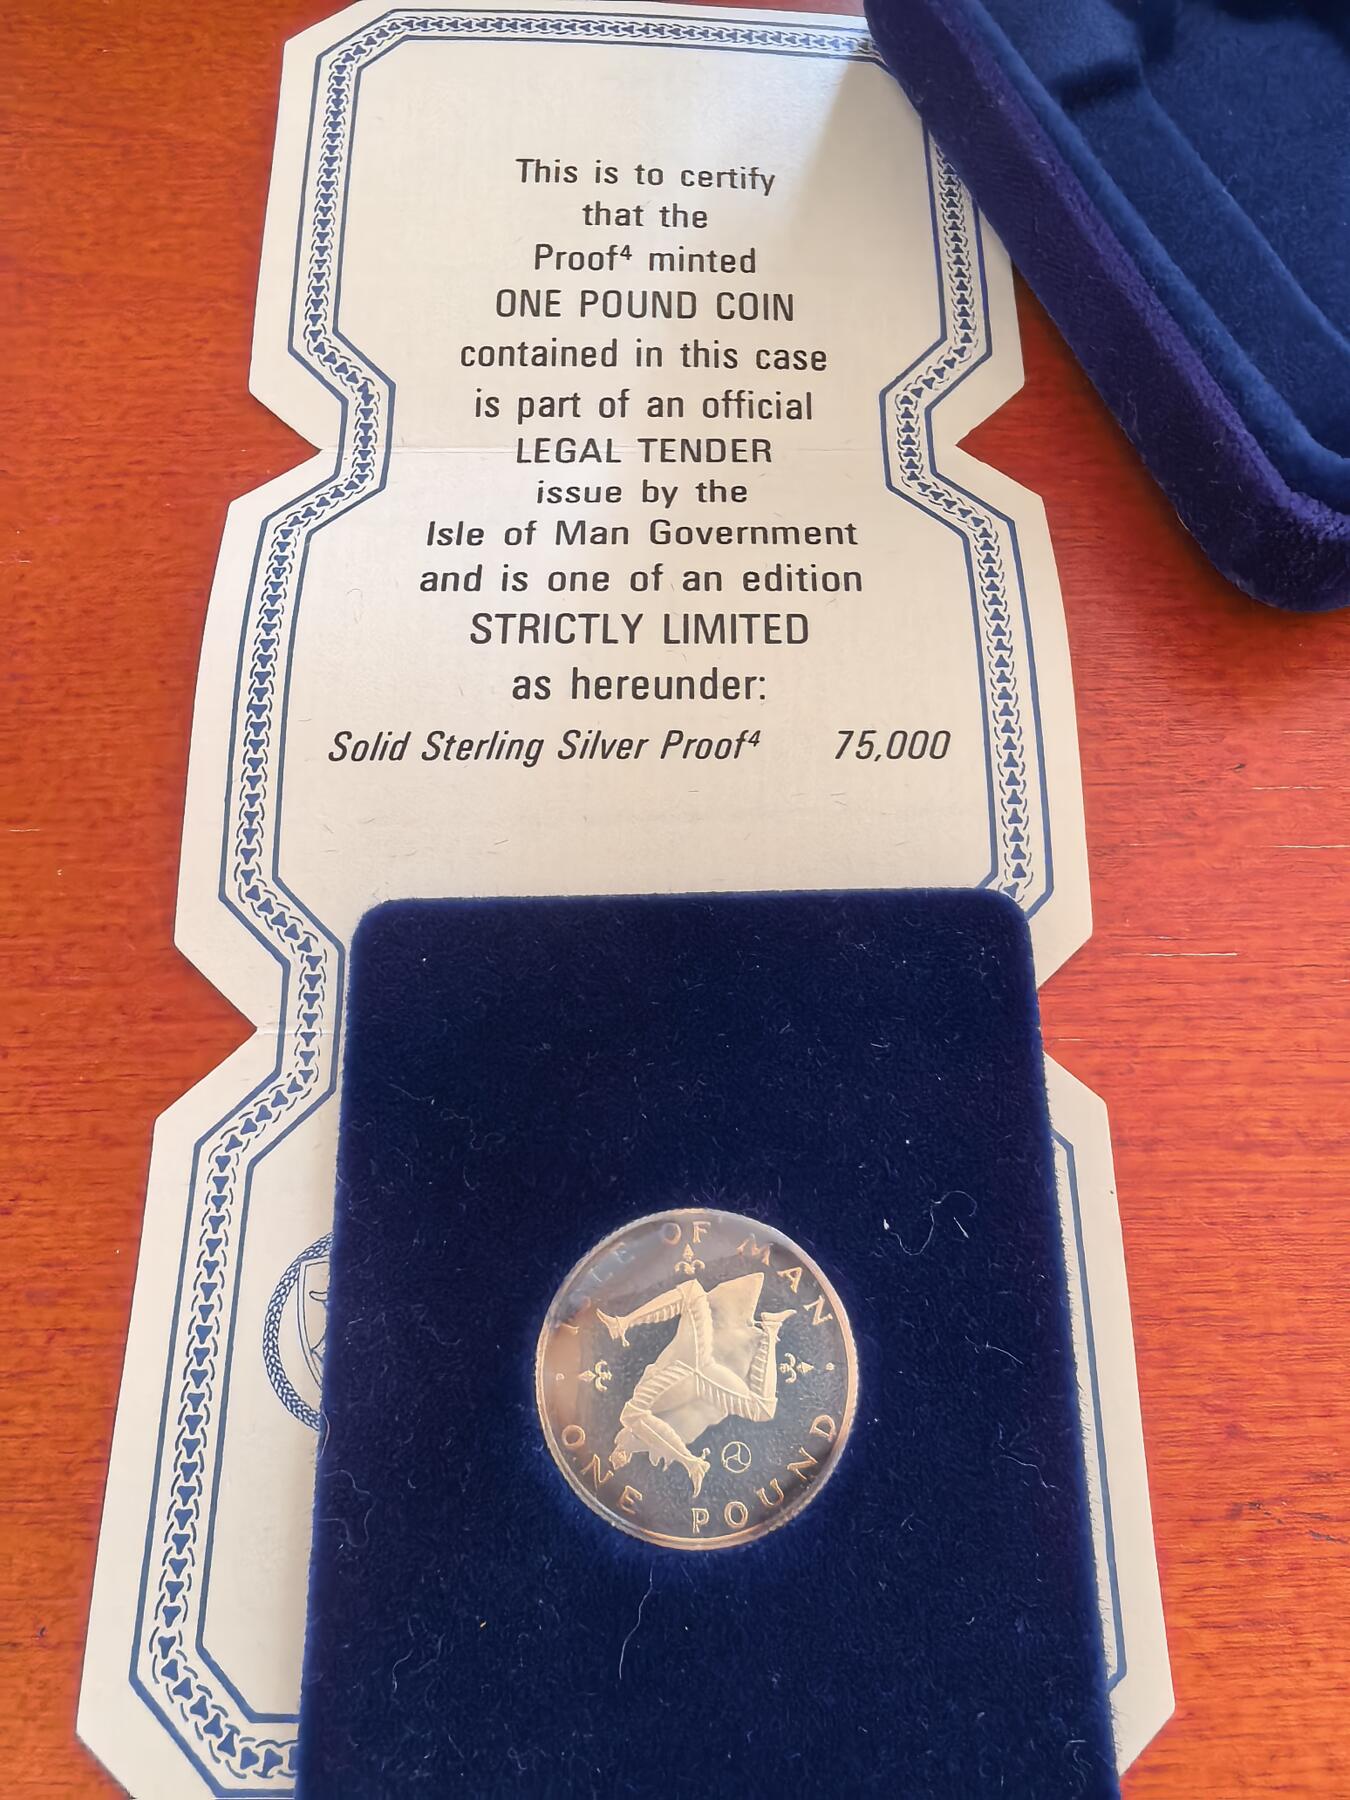 This is to certify
that the
Proof⁴ minted
ONE POUND COIN
contained in this case
is part of an official
LEGAL TENDER
issue by the
Isle of Man Government
and is one of an edition
STRICTLY LIMITED
as hereunder:
Solid Sterling Silver Proof⁴ 75,000
ISLE OF MAN
ONE POUND